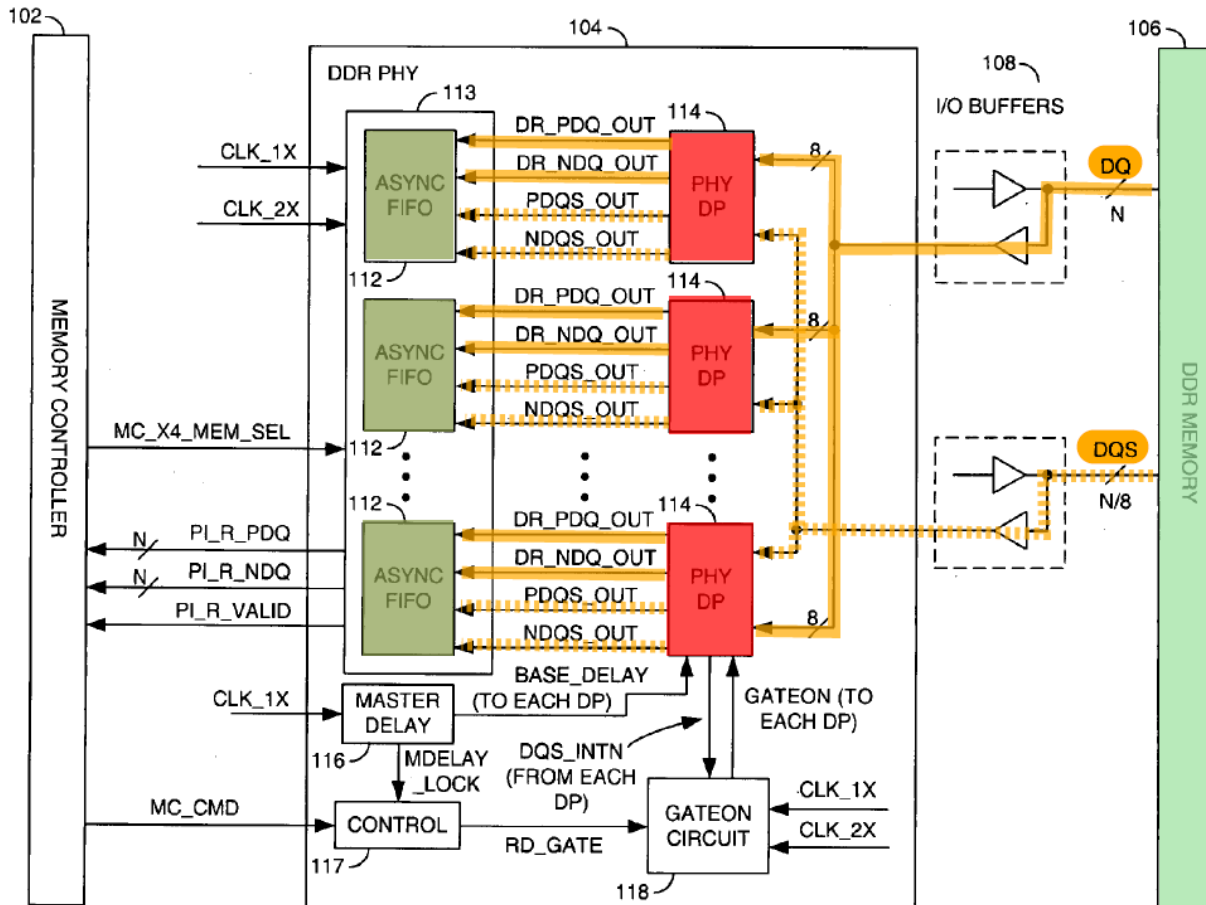 102
104
106
DDR PHY
113
114
108
I/O BUFFERS
CLK_1X
CLK_2X
ASYNC
FIFO
112
DR_PDQ_OUT
DR_NDQ_OUT
PDQS_OUT
NDQS_OUT
PHY
DP
8
DQ
N
114
ASYNC
FIFO
112
DR_PDQ_OUT
DR_NDQ_OUT
PDQS_OUT
NDQS_OUT
PHY
DP
8
MEMORY CONTROLLER
MC_X4_MEM_SEL
DQS
N/8
DDR MEMORY
112
114
ASYNC
FIFO
DR_PDQ_OUT
DR_NDQ_OUT
PDQS_OUT
NDQS_OUT
PHY
DP
8
N
PI_R_PDQ
N
PI_R_NDQ
PI_R_VALID
CLK_1X
MASTER
DELAY
116
BASE_DELAY
(TO EACH DP)
GATEON (TO
EACH DP)
MDELAY
_LOCK
DQS_INTN
(FROM EACH
DP)
MC_CMD
CONTROL
117
RD_GATE
GATEON
CIRCUIT
118
CLK_1X
CLK_2X